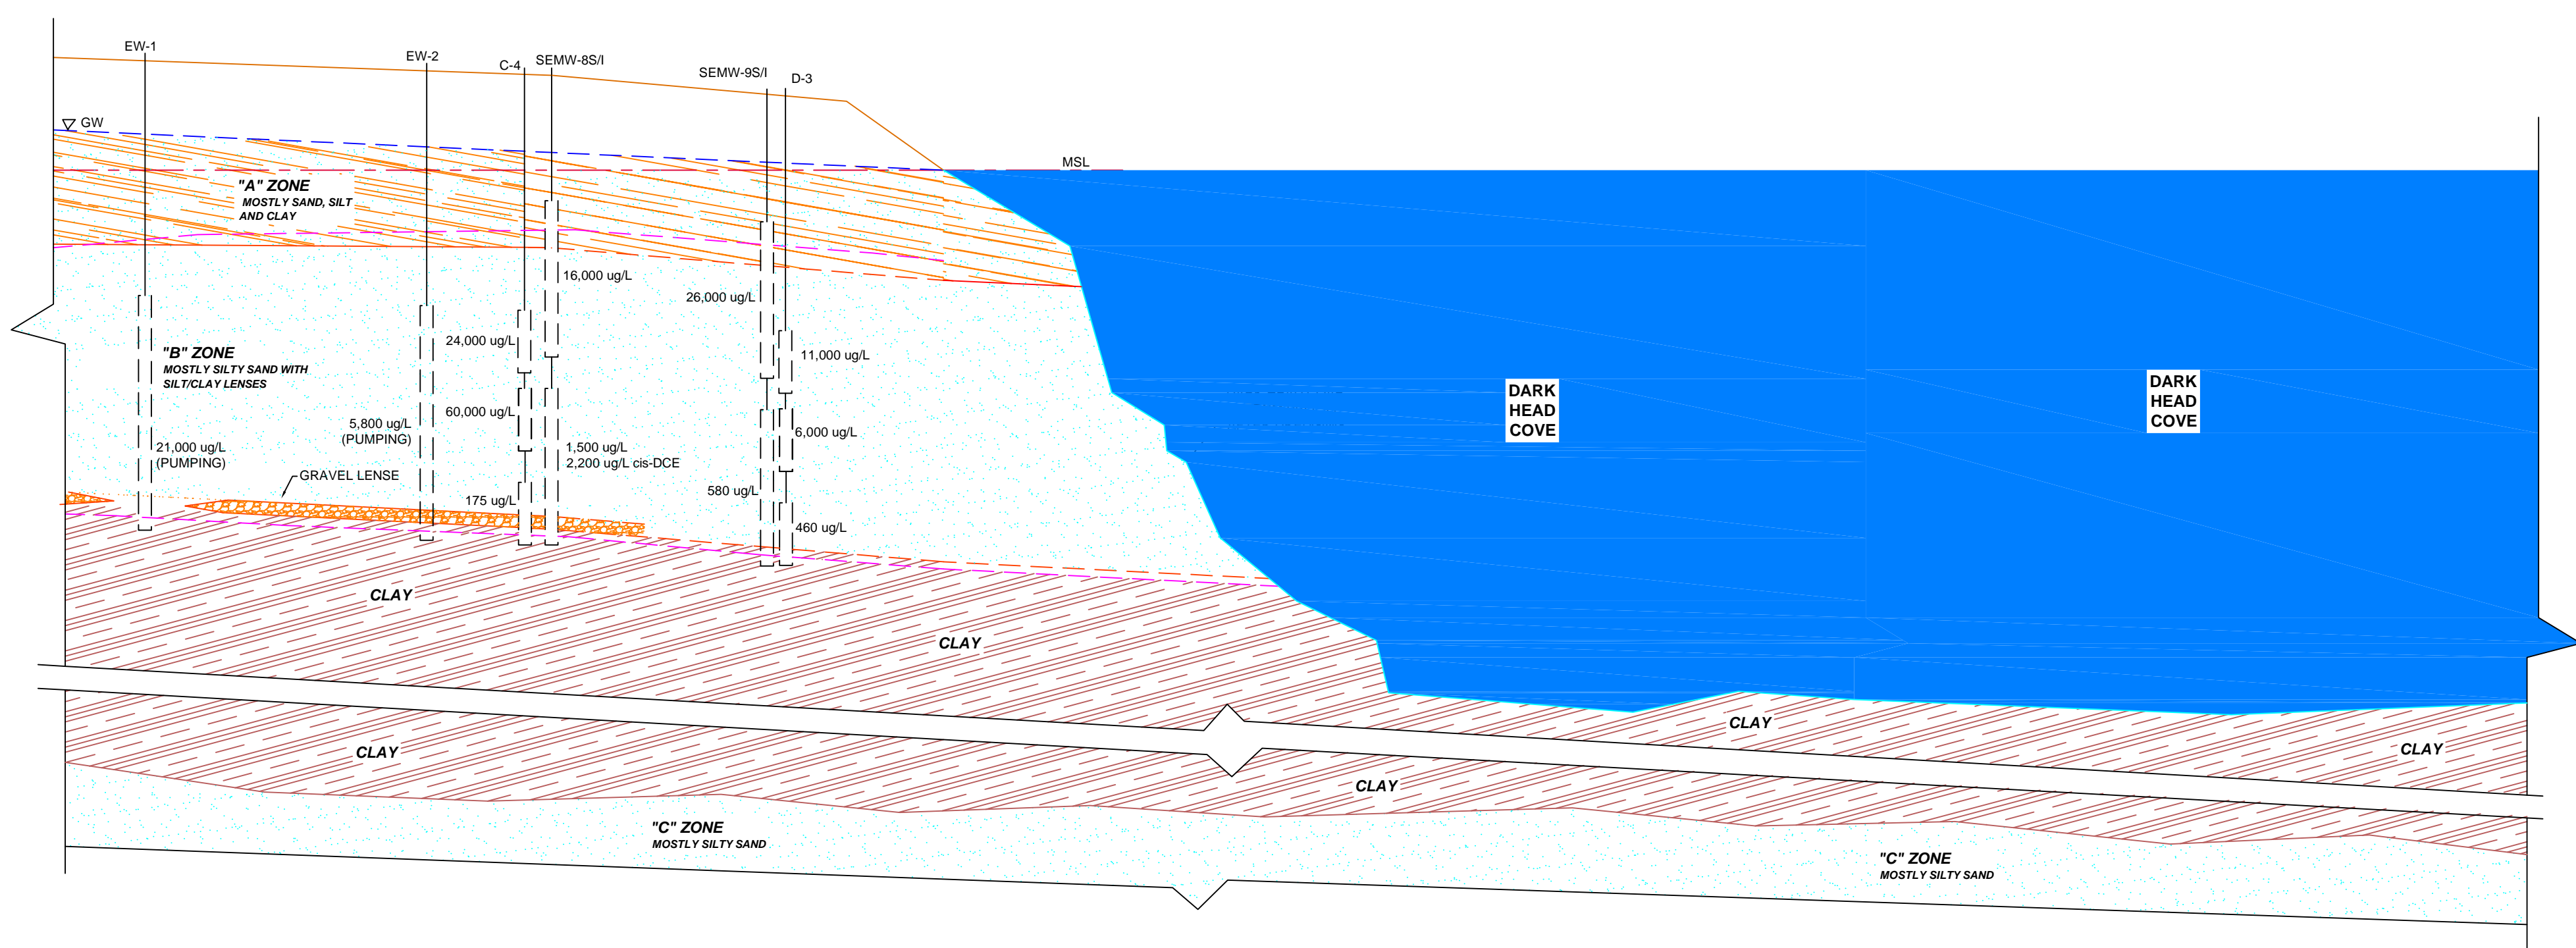 EW-1
EW-2
C-4
SEMW-8S/I
SEMW-9S/I
D-3
GW
MSL
"A" ZONE
MOSTLY SAND, SILT
AND CLAY
16,000 ug/L
26,000 ug/L
24,000 ug/L
11,000 ug/L
"B" ZONE
MOSTLY SILTY SAND WITH
SILT/CLAY LENSES
60,000 ug/L
5,800 ug/L
(PUMPING)
6,000 ug/L
21,000 ug/L
(PUMPING)
1,500 ug/L
2,200 ug/L cis-DCE
GRAVEL LENSE
175 ug/L
580 ug/L
460 ug/L
DARK
HEAD
COVE
DARK
HEAD
COVE
CLAY
CLAY
CLAY
CLAY
CLAY
CLAY
"C" ZONE
MOSTLY SILTY SAND
"C" ZONE
MOSTLY SILTY SAND